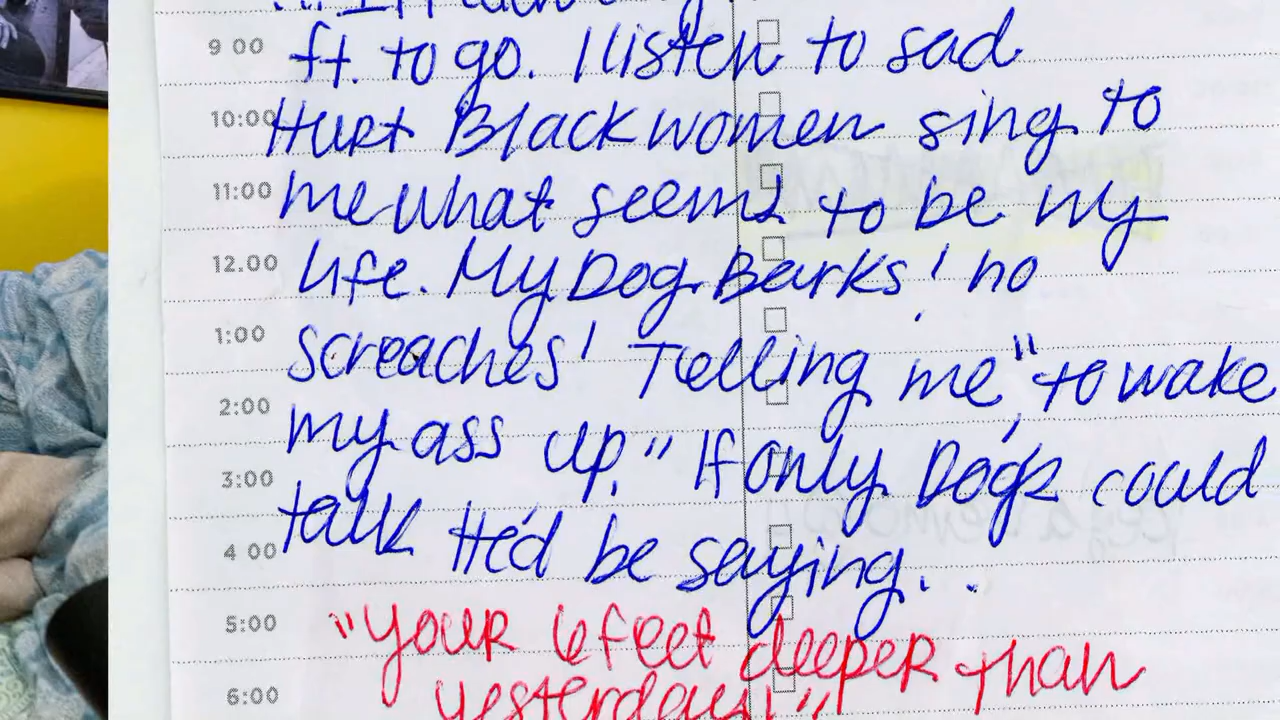 9 00 ft. to go. I listen to sad
10:00 Hurt Black women sing to
11:00 me what seems to be my
12.00 life. My Dog Barks! no
1:00 screaches! Telling me "to wake
2:00 my ass up." If only Dogs could
3:00 talk He'd be saying..
4 00
5:00 "your 6 feet deeper than
6:00 yesterday!"